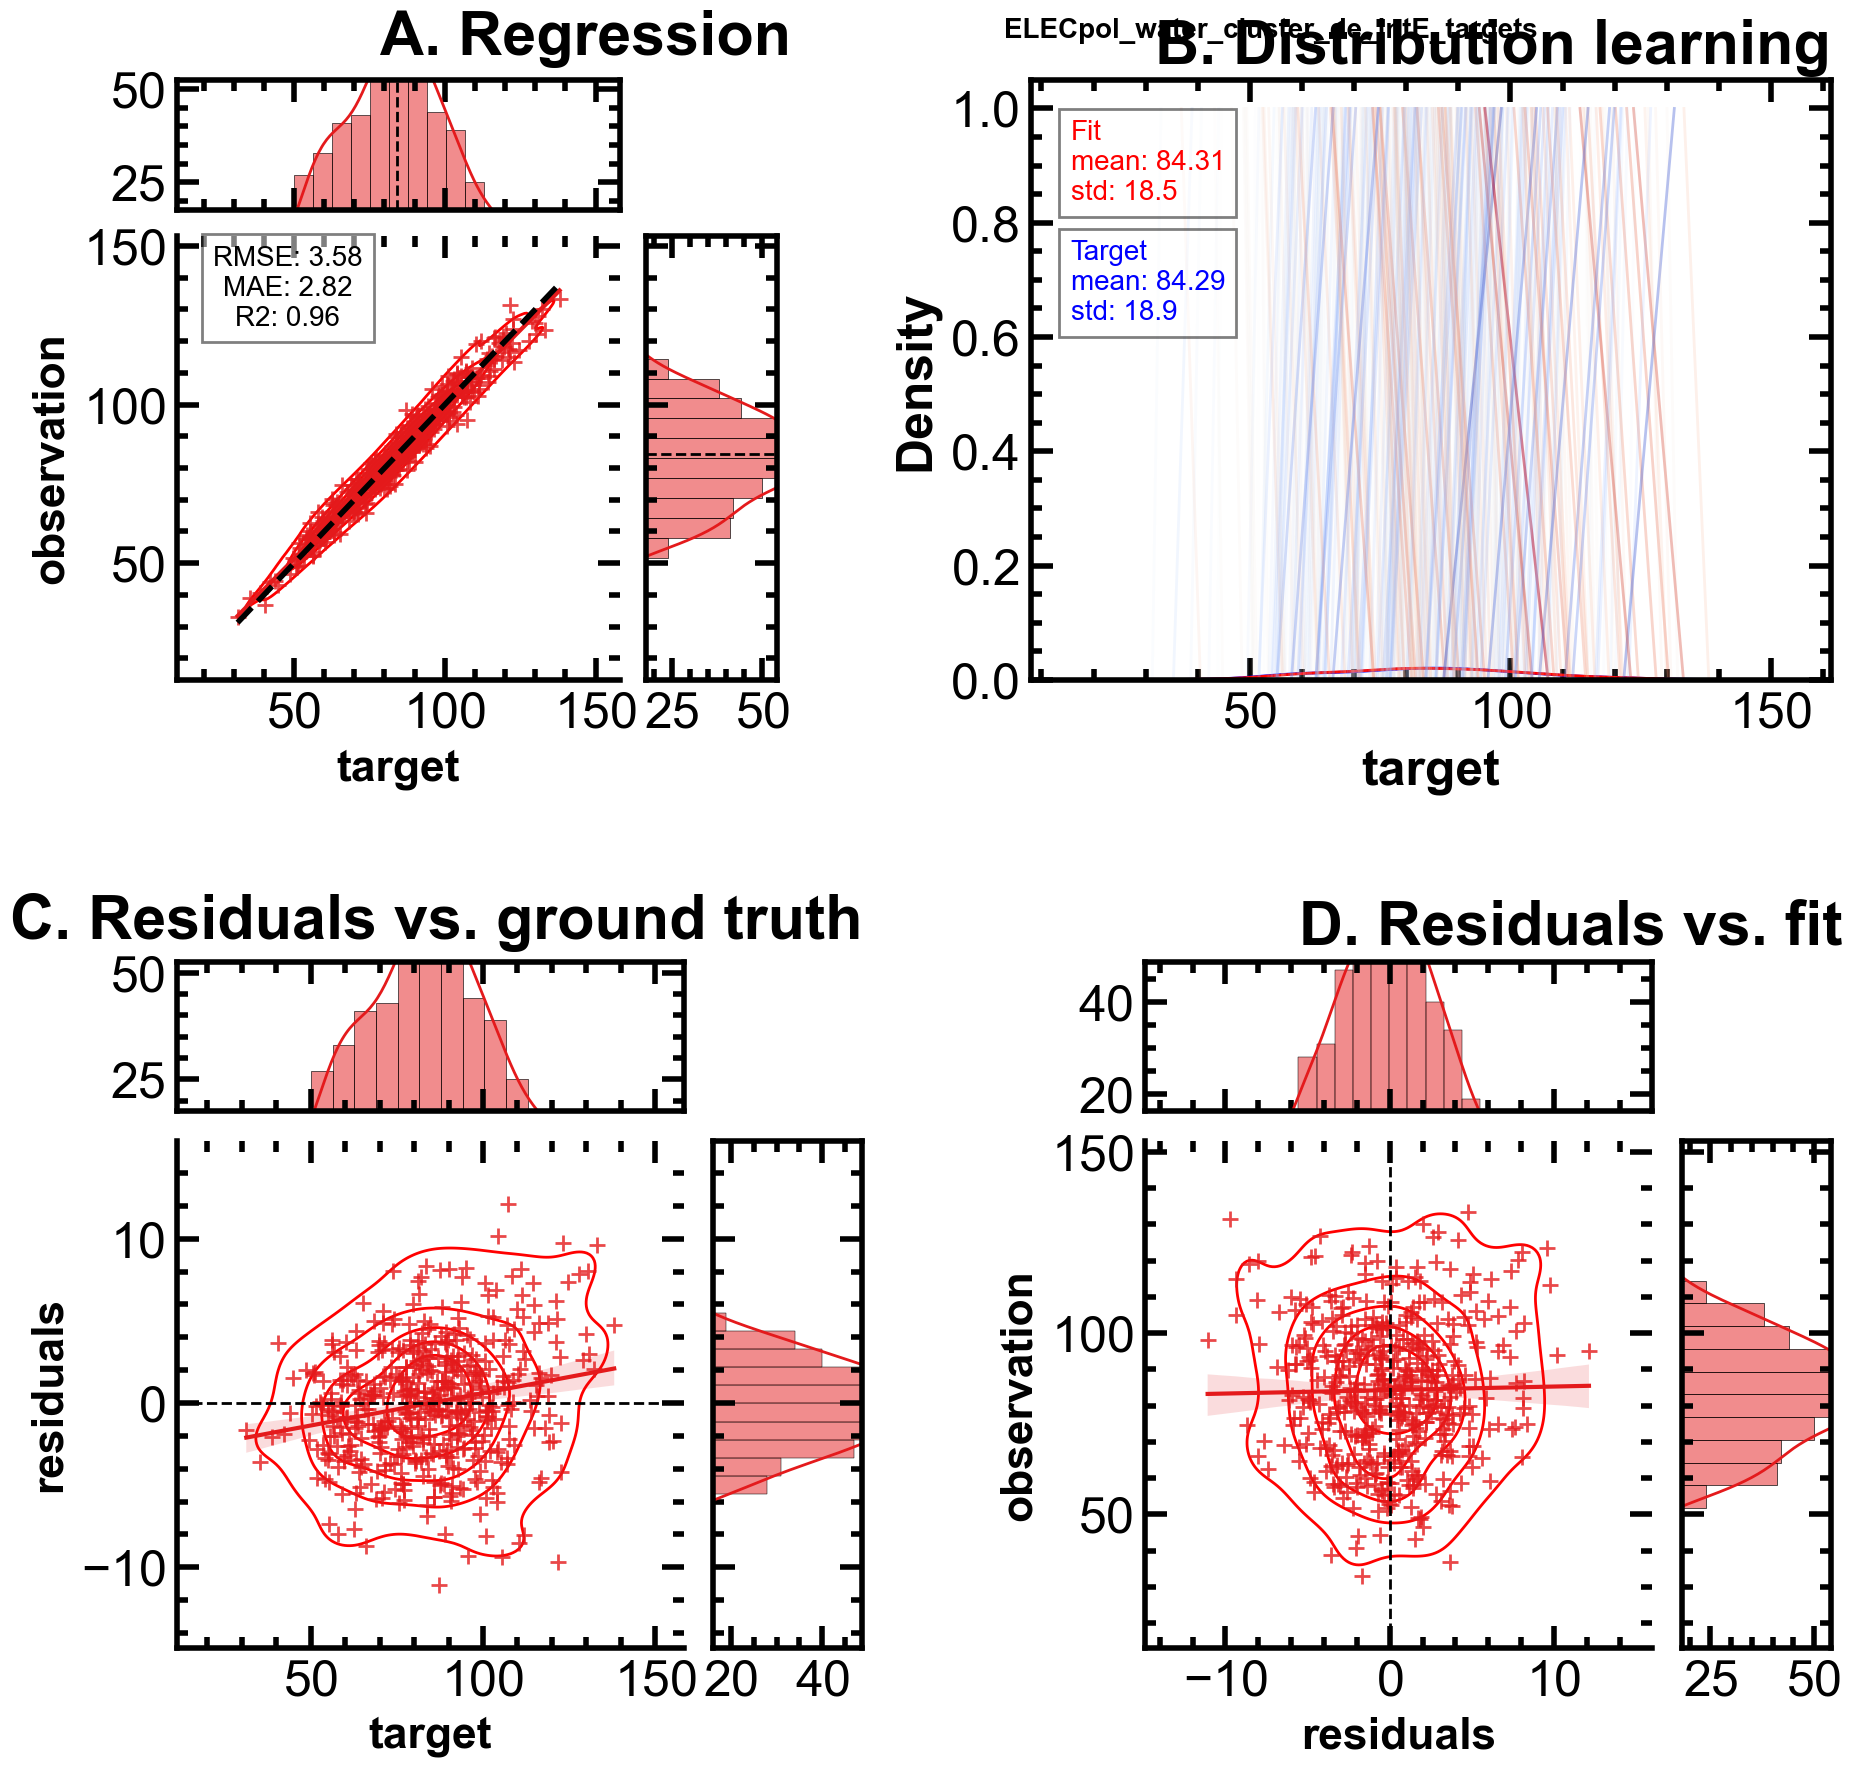 A. Regression
50
25
150
100
50
RMSE: 3.58
MAE: 2.82
R2: 0.96
observation
50
100
150
25
50
target
ELECpol_water_cluster_de_intE_targets
B. Distribution learning
1.0
0.8
0.6
0.4
0.2
0.0
Density
Fit
mean: 84.31
std: 18.5
Target
mean: 84.29
std: 18.9
50
100
150
target
C. Residuals vs. ground truth
50
25
10
0
−10
residuals
50
100
150
20
40
target
D. Residuals vs. fit
40
20
150
100
50
observation
−10
0
10
25
50
residuals